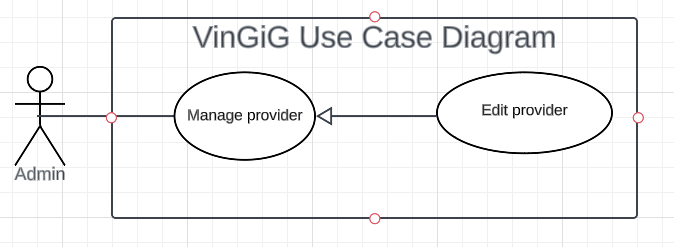 VinGiG Use Case Diagram
Manage provider
Edit provider
Admin